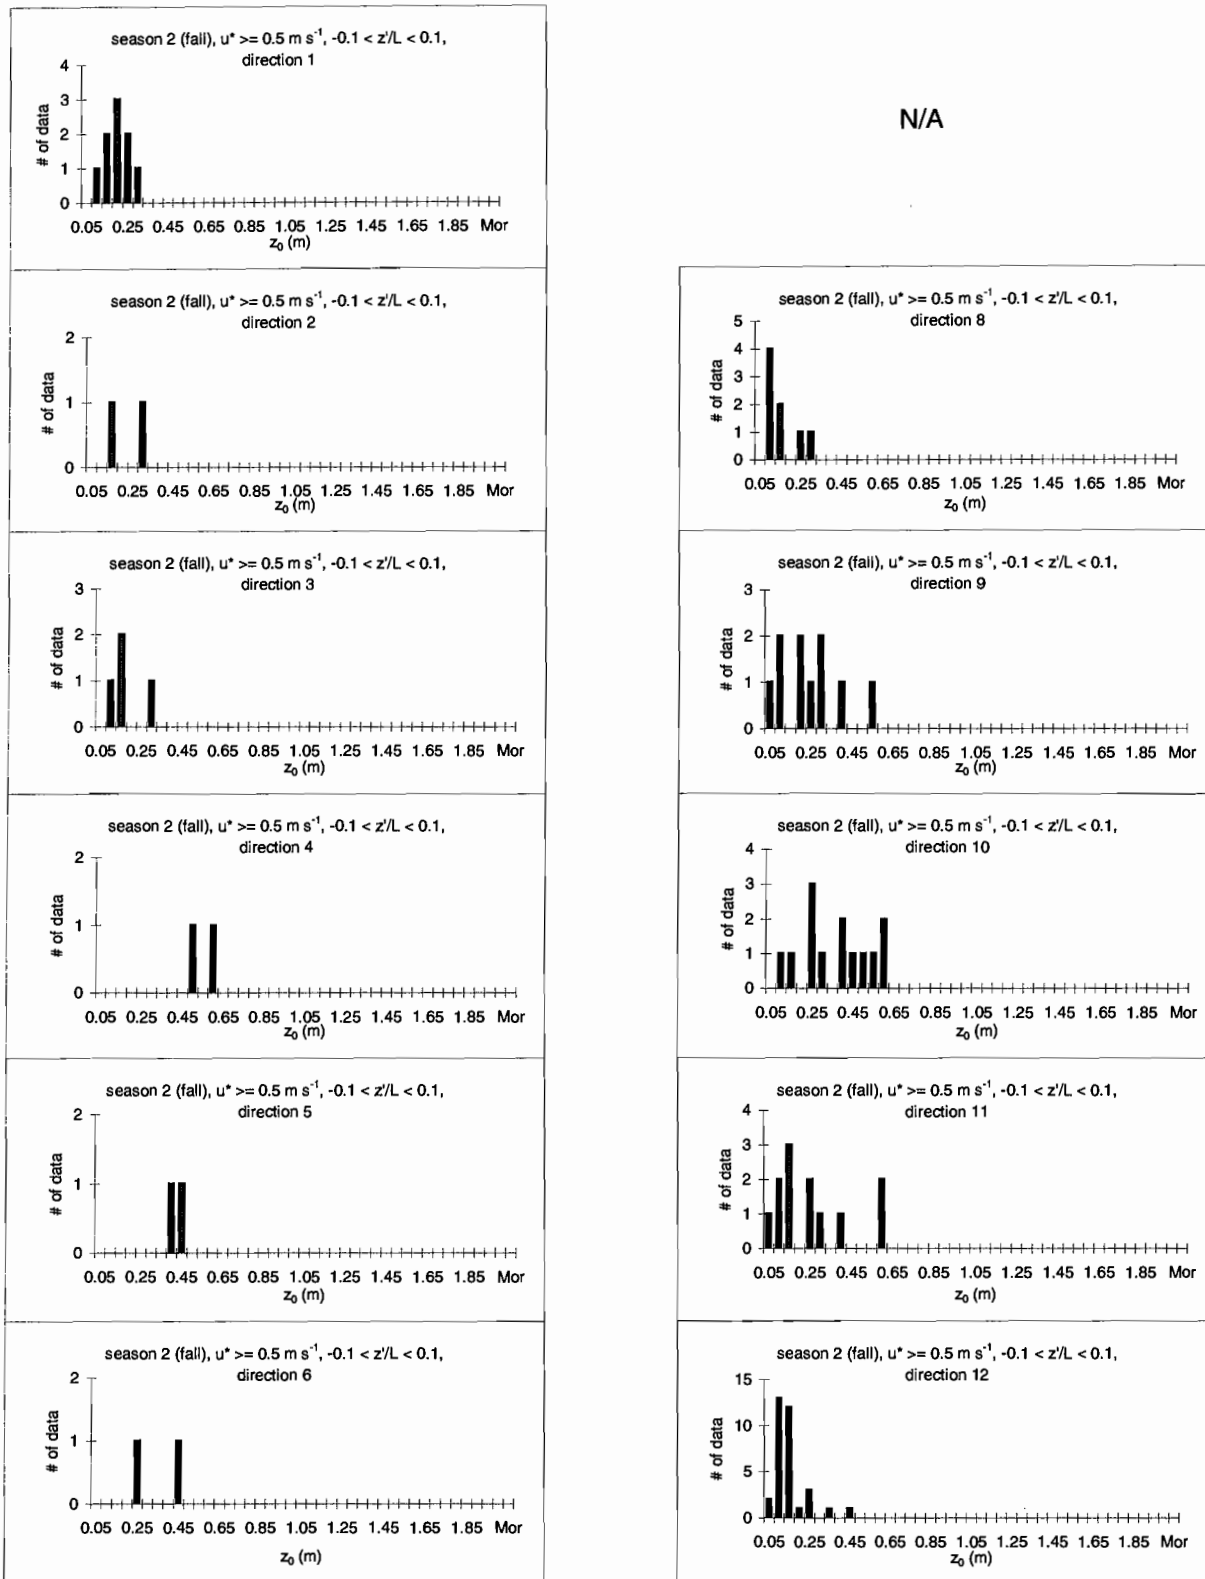 season 2 (fall), u* >= 0.5 m s⁻¹, -0.1 < z'/L < 0.1,
direction 1
4
3
2
1
0
# of data
0.05 0.25 0.45 0.65 0.85 1.05 1.25 1.45 1.65 1.85 Mor
z₀ (m)
season 2 (fall), u* >= 0.5 m s⁻¹, -0.1 < z'/L < 0.1,
direction 2
2
1
0
# of data
0.05 0.25 0.45 0.65 0.85 1.05 1.25 1.45 1.65 1.85 Mor
z₀ (m)
season 2 (fall), u* >= 0.5 m s⁻¹, -0.1 < z'/L < 0.1,
direction 3
3
2
1
0
# of data
0.05 0.25 0.45 0.65 0.85 1.05 1.25 1.45 1.65 1.85 Mor
z₀ (m)
season 2 (fall), u* >= 0.5 m s⁻¹, -0.1 < z'/L < 0.1,
direction 4
2
1
0
# of data
0.05 0.25 0.45 0.65 0.85 1.05 1.25 1.45 1.65 1.85 Mor
z₀ (m)
season 2 (fall), u* >= 0.5 m s⁻¹, -0.1 < z'/L < 0.1,
direction 5
2
1
0
# of data
0.05 0.25 0.45 0.65 0.85 1.05 1.25 1.45 1.65 1.85 Mor
z₀ (m)
season 2 (fall), u* >= 0.5 m s⁻¹, -0.1 < z'/L < 0.1,
direction 6
2
1
0
# of data
0.05 0.25 0.45 0.65 0.85 1.05 1.25 1.45 1.65 1.85 Mor
z₀ (m)
N/A
season 2 (fall), u* >= 0.5 m s⁻¹, -0.1 < z'/L < 0.1,
direction 8
5
4
3
2
1
0
# of data
0.05 0.25 0.45 0.65 0.85 1.05 1.25 1.45 1.65 1.85 Mor
z₀ (m)
season 2 (fall), u* >= 0.5 m s⁻¹, -0.1 < z'/L < 0.1,
direction 9
3
2
1
0
# of data
0.05 0.25 0.45 0.65 0.85 1.05 1.25 1.45 1.65 1.85 Mor
z₀ (m)
season 2 (fall), u* >= 0.5 m s⁻¹, -0.1 < z'/L < 0.1,
direction 10
4
3
2
1
0
# of data
0.05 0.25 0.45 0.65 0.85 1.05 1.25 1.45 1.65 1.85 Mor
z₀ (m)
season 2 (fall), u* >= 0.5 m s⁻¹, -0.1 < z'/L < 0.1,
direction 11
4
3
2
1
0
# of data
0.05 0.25 0.45 0.65 0.85 1.05 1.25 1.45 1.65 1.85 Mor
z₀ (m)
season 2 (fall), u* >= 0.5 m s⁻¹, -0.1 < z'/L < 0.1,
direction 12
15
10
5
0
# of data
0.05 0.25 0.45 0.65 0.85 1.05 1.25 1.45 1.65 1.85 Mor
z₀ (m)